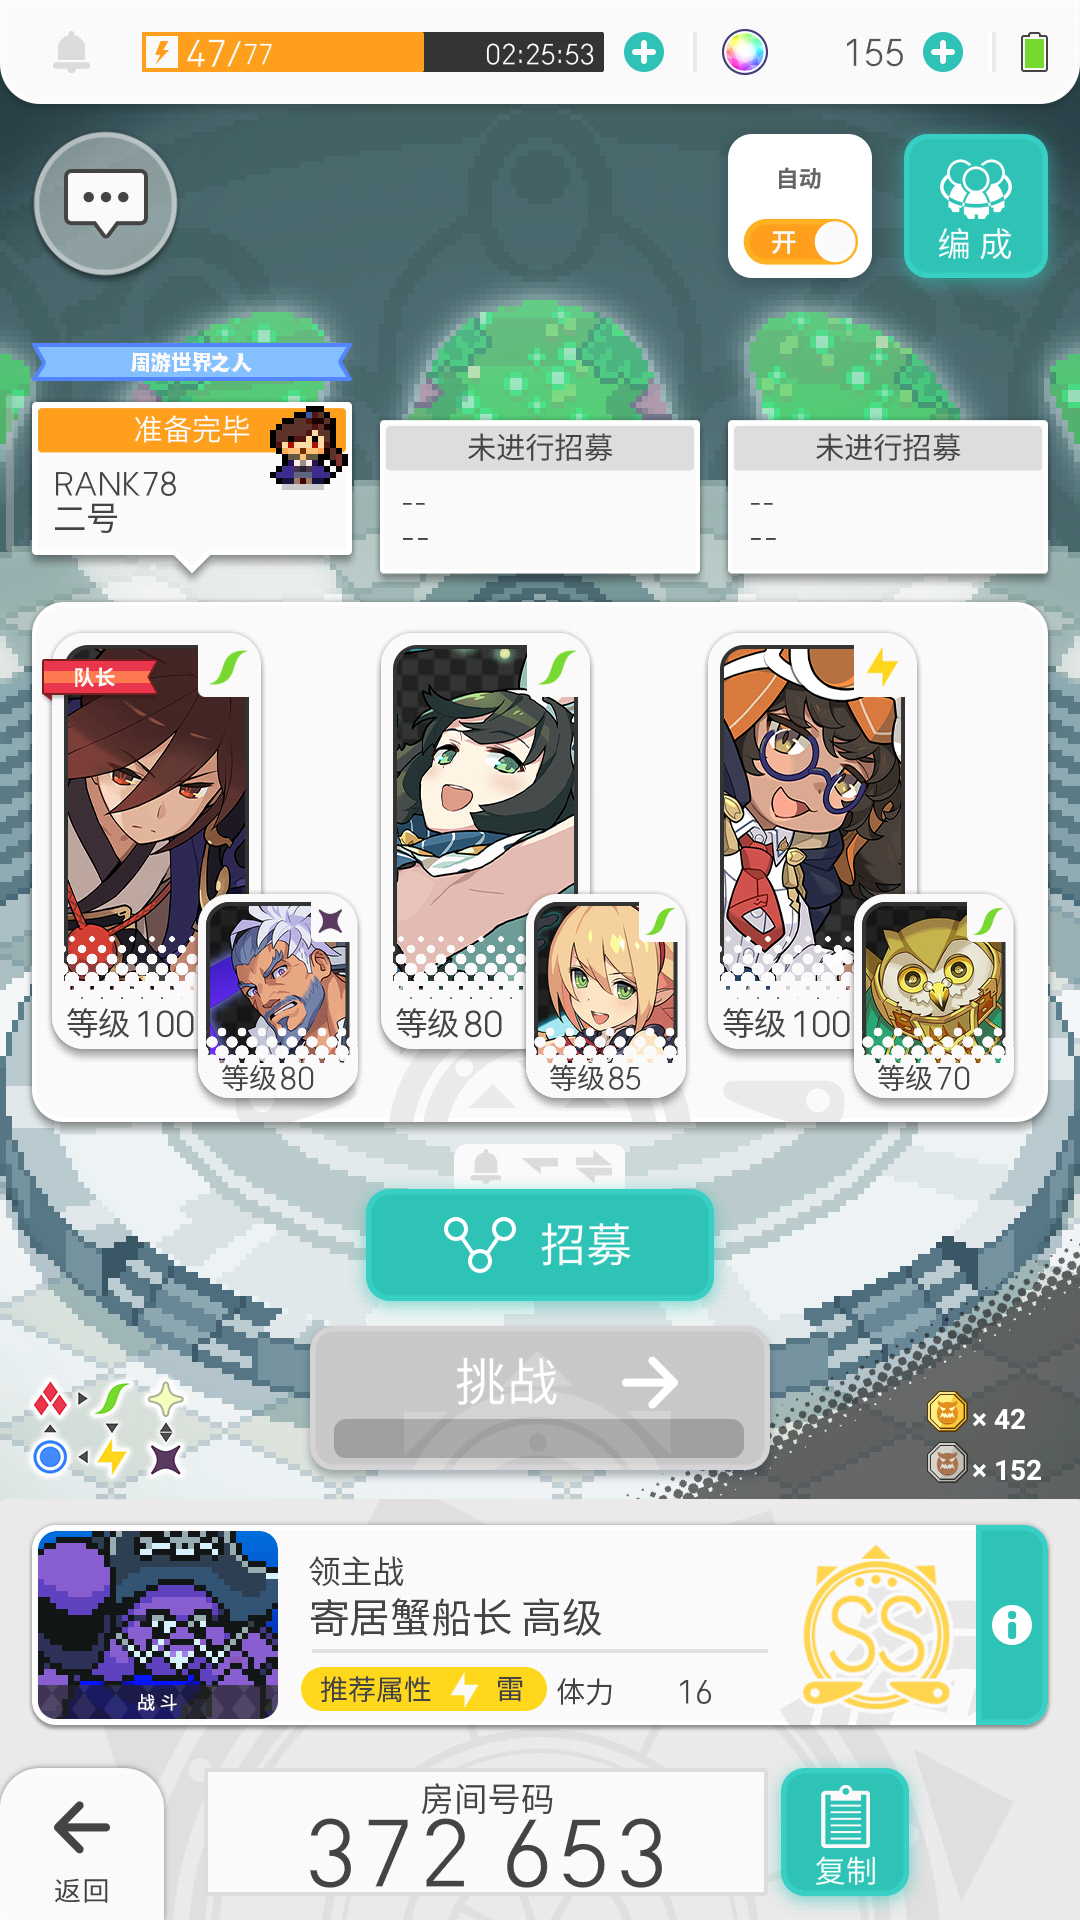 47/77
02:25:53
155
自动
开
编成
周游世界之人
准备完毕
RANK78
二号
未进行招募
--
--
未进行招募
--
--
队长
等级100
等级80
等级80
等级85
等级100
等级70
招募
挑战
× 42
× 152
领主战
寄居蟹船长 高级
推荐属性 雷
体力 16
SS
战斗
返回
房间号码
372 653
复制